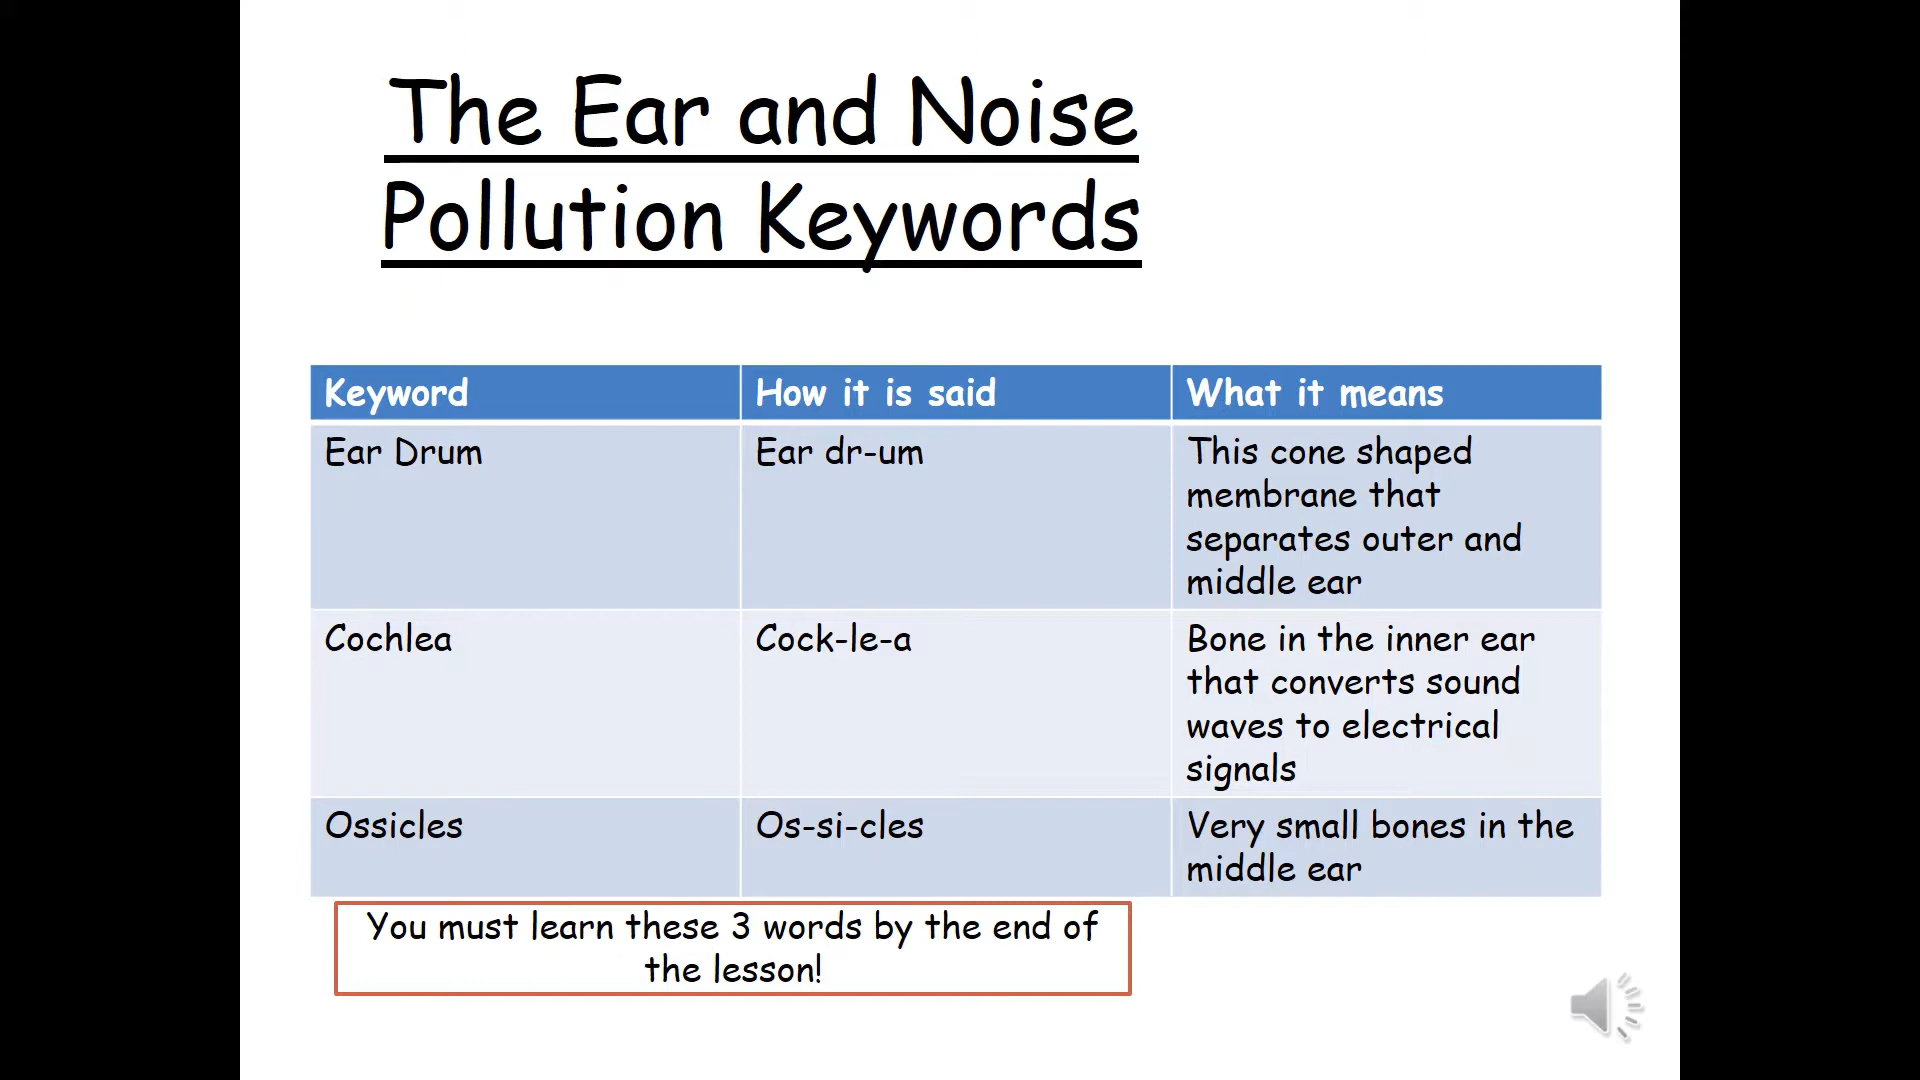 The Ear and Noise
Pollution Keywords
Keyword
How it is said
What it means
Ear Drum
Ear dr-um
This cone shaped
membrane that
separates outer and
middle ear
Cochlea
Cock-le-a
Bone in the inner ear
that converts sound
waves to electrical
signals
Ossicles
Os-si-cles
Very small bones in the
middle ear
You must learn these 3 words by the end of
the lesson!